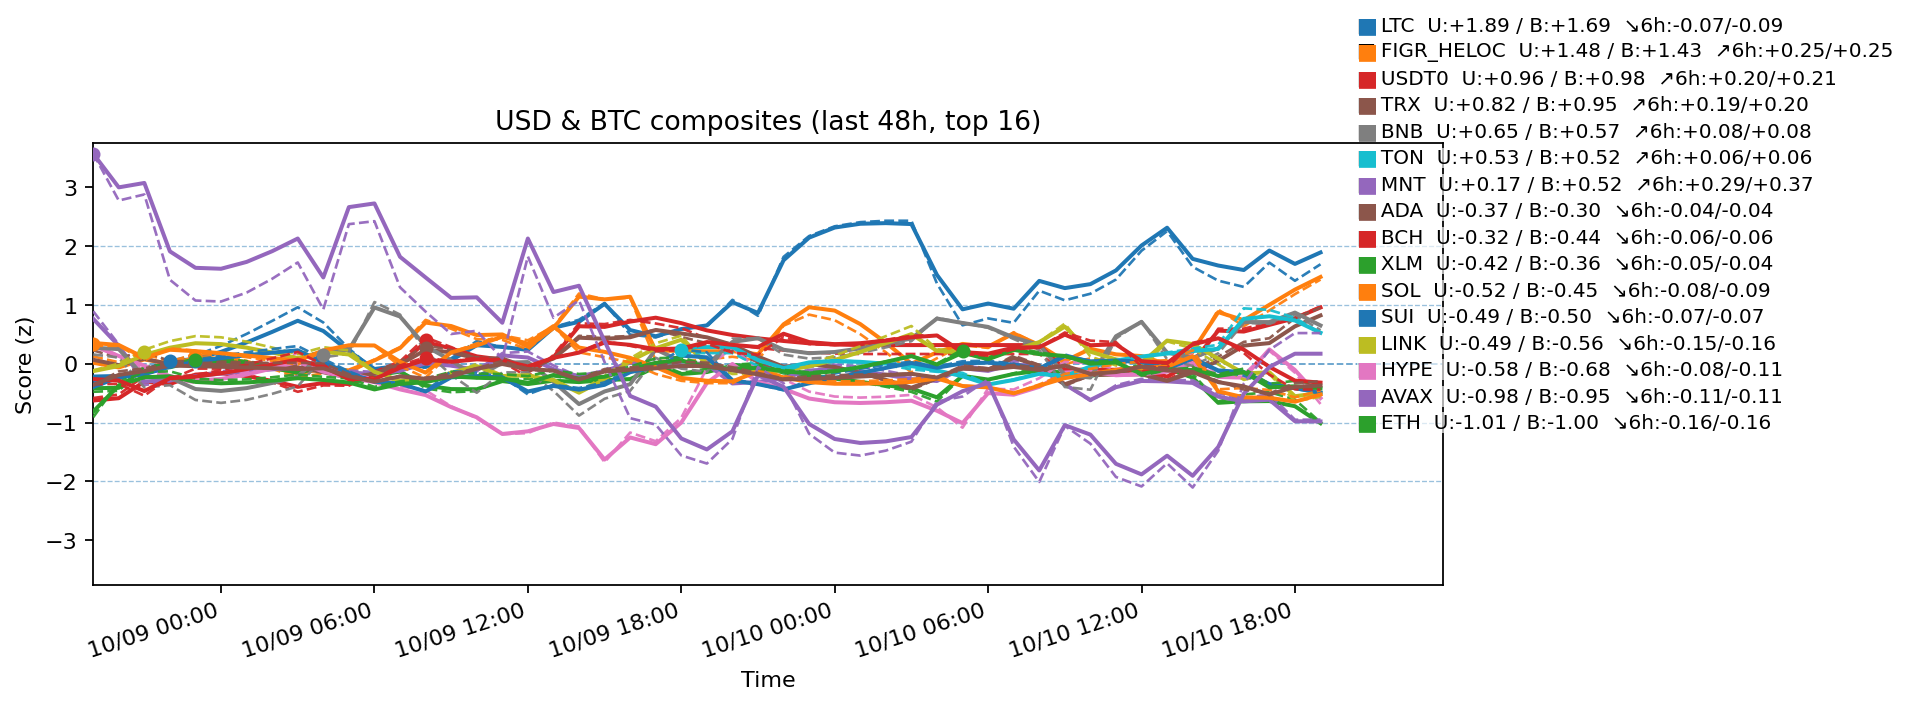 LTC U:+1.89 / B:+1.69 ↘6h:-0.07/-0.09
FIGR_HELOC U:+1.48 / B:+1.43 ↗6h:+0.25/+0.25
USDT0 U:+0.96 / B:+0.98 ↗6h:+0.20/+0.21
TRX U:+0.82 / B:+0.95 ↗6h:+0.19/+0.20
BNB U:+0.65 / B:+0.57 ↗6h:+0.08/+0.08
TON U:+0.53 / B:+0.52 ↗6h:+0.06/+0.06
MNT U:+0.17 / B:+0.52 ↗6h:+0.29/+0.37
ADA U:-0.37 / B:-0.30 ↘6h:-0.04/-0.04
BCH U:-0.32 / B:-0.44 ↘6h:-0.06/-0.06
XLM U:-0.42 / B:-0.36 ↘6h:-0.05/-0.04
SOL U:-0.52 / B:-0.45 ↘6h:-0.08/-0.09
SUI U:-0.49 / B:-0.50 ↘6h:-0.07/-0.07
LINK U:-0.49 / B:-0.56 ↘6h:-0.15/-0.16
HYPE U:-0.58 / B:-0.68 ↘6h:-0.08/-0.11
AVAX U:-0.98 / B:-0.95 ↘6h:-0.11/-0.11
ETH U:-1.01 / B:-1.00 ↘6h:-0.16/-0.16
USD & BTC composites (last 48h, top 16)
Score (z)
3
2
1
0
−1
−2
−3
10/09 00:00
10/09 06:00
10/09 12:00
10/09 18:00
10/10 00:00
10/10 06:00
10/10 12:00
10/10 18:00
Time